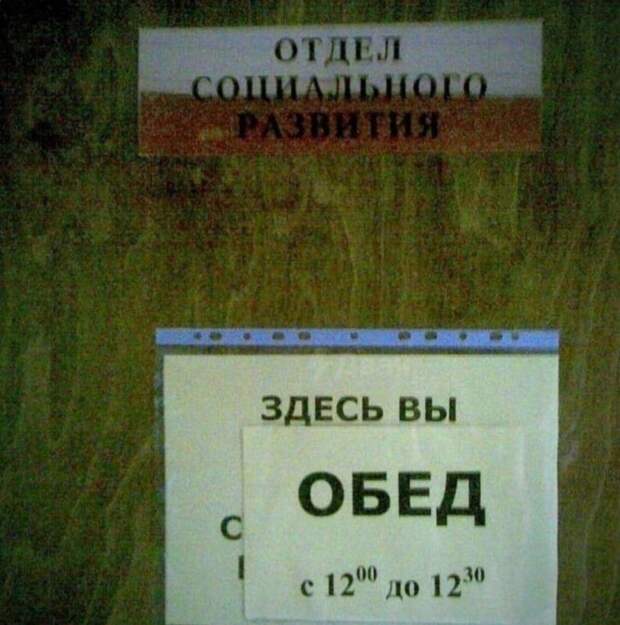 ОТДЕЛ
СОЦИАЛЬНОГО
РАЗВИТИЯ
ЗДЕСЬ ВЫ
ОБЕД
С
с 12⁰⁰ до 12³⁰